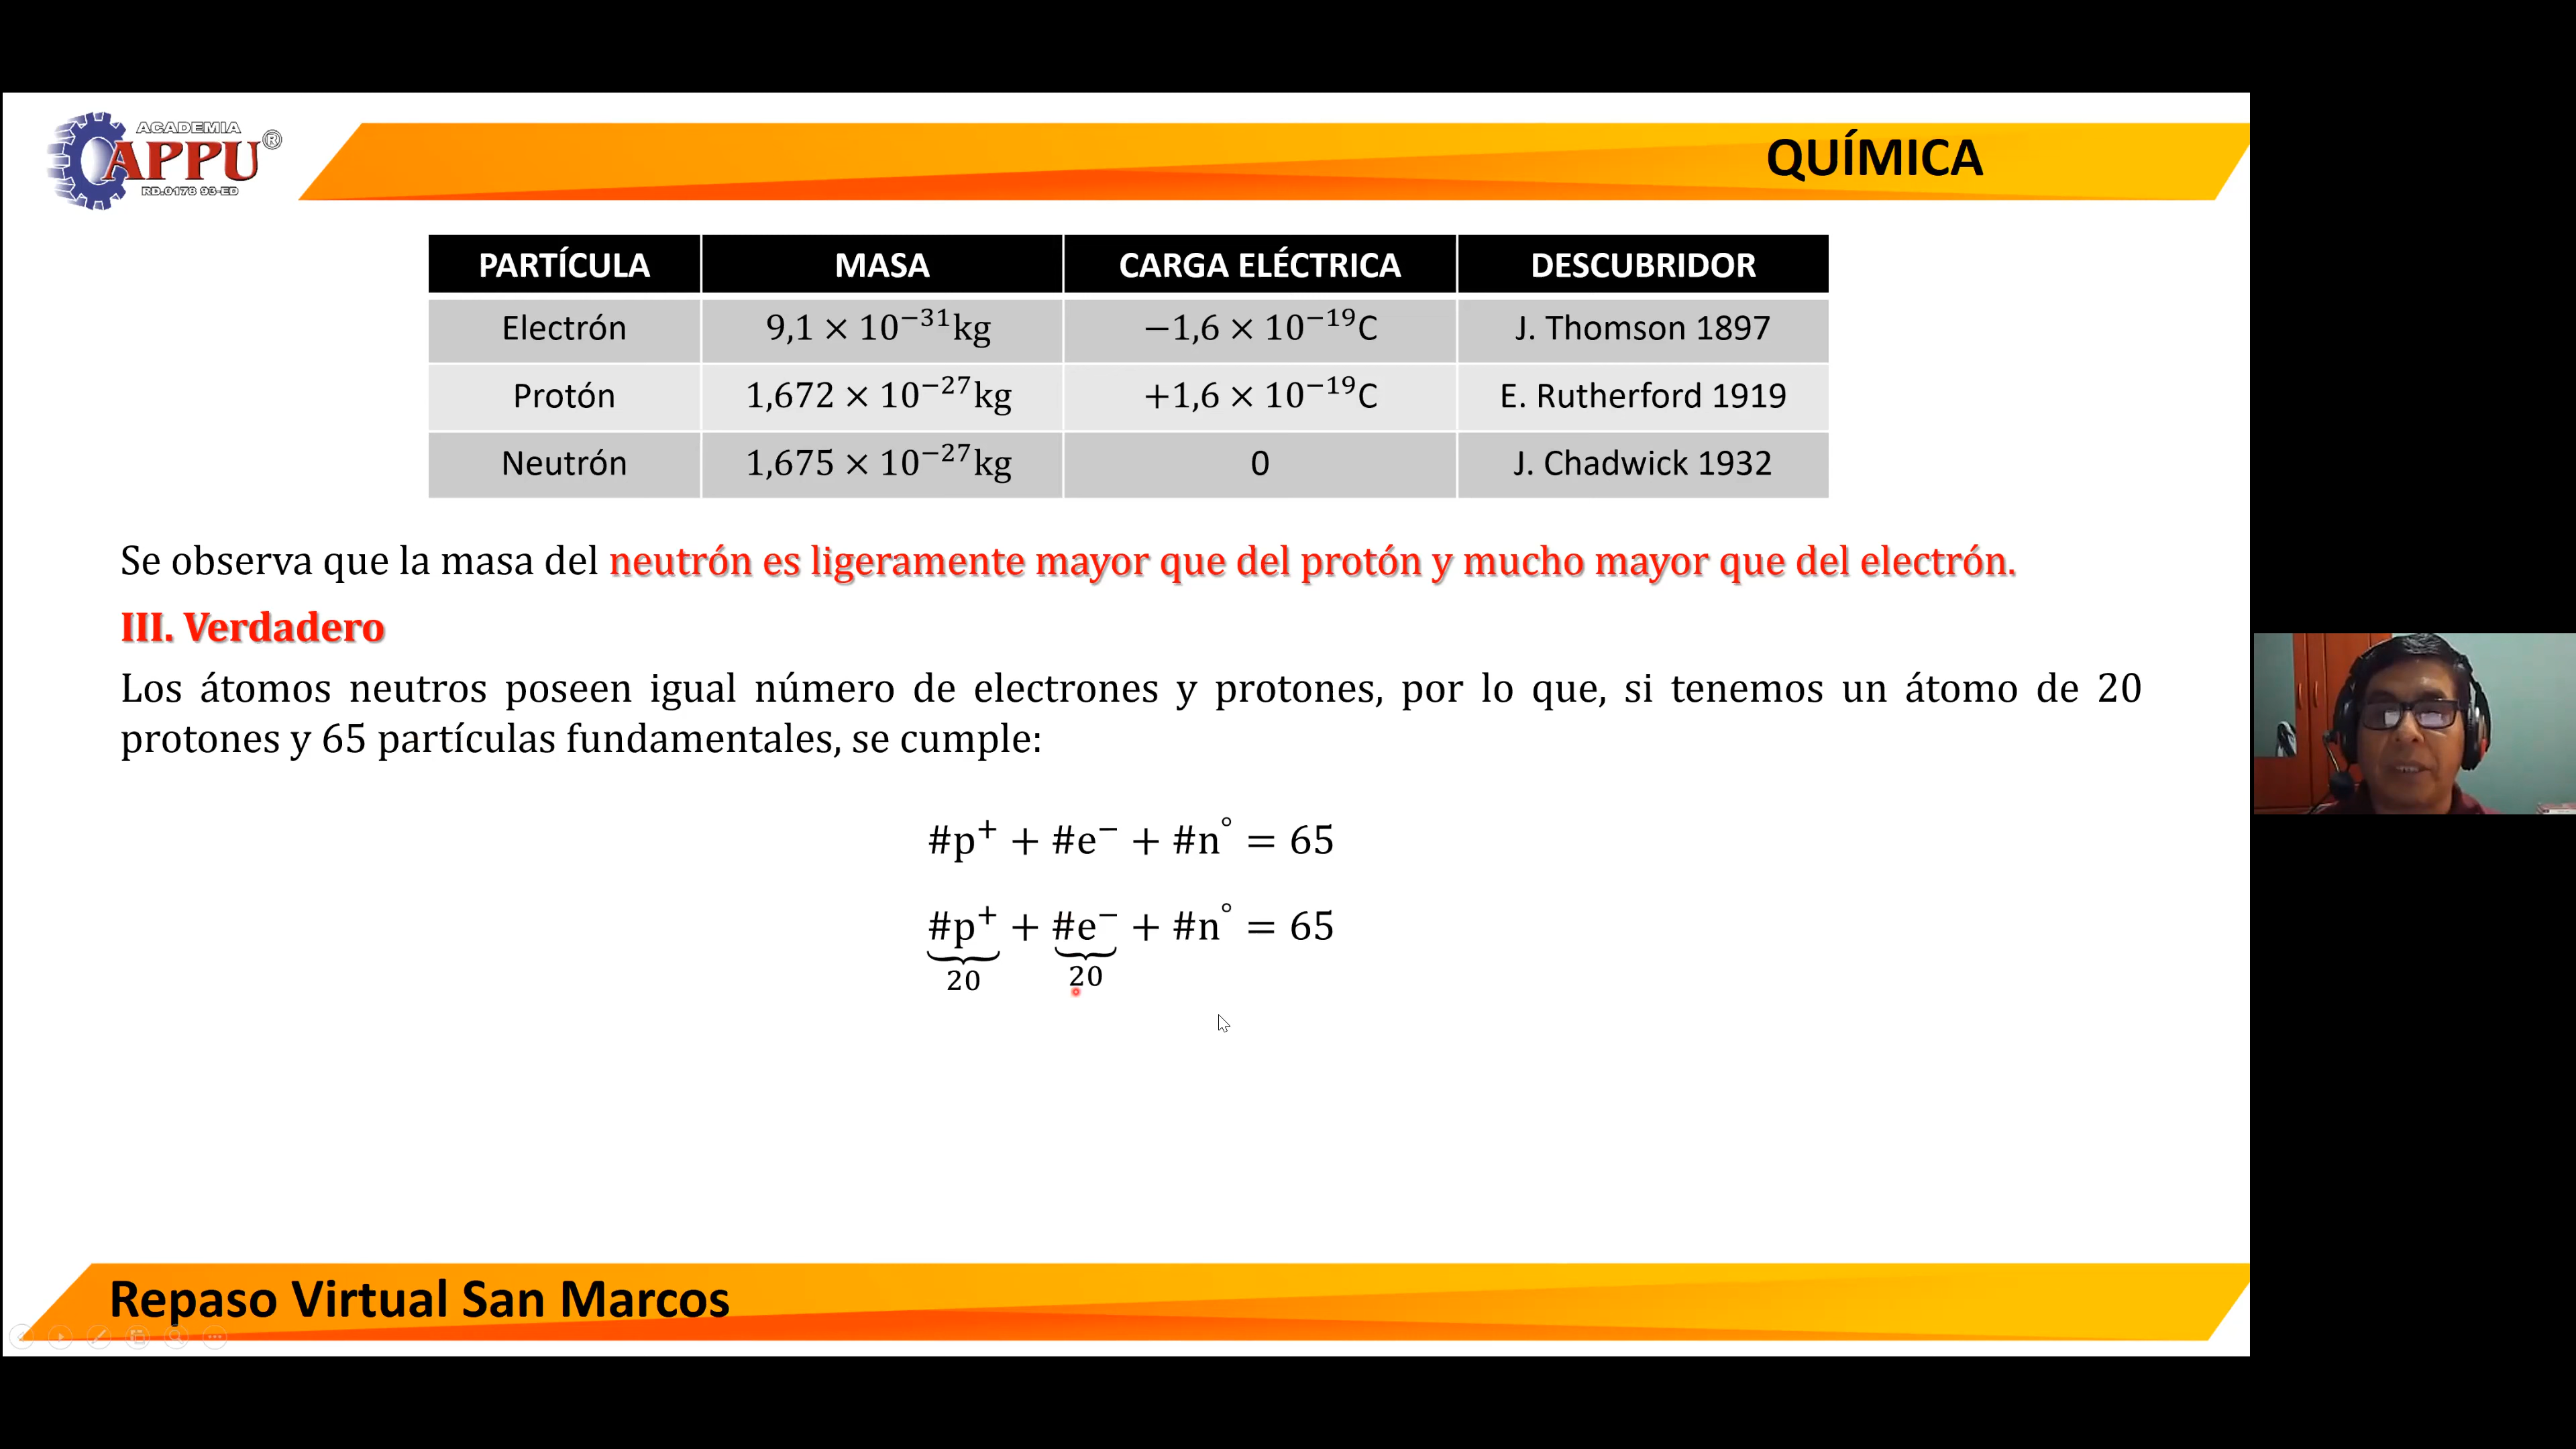 ACADEMIA
APPU®
RD.0178 93-ED
QUÍMICA
PARTÍCULA MASA CARGA ELÉCTRICA DESCUBRIDOR
Electrón 9,1 × 10⁻³¹kg −1,6 × 10⁻¹⁹C J. Thomson 1897
Protón 1,672 × 10⁻²⁷kg +1,6 × 10⁻¹⁹C E. Rutherford 1919
Neutrón 1,675 × 10⁻²⁷kg 0 J. Chadwick 1932
Se observa que la masa del neutrón es ligeramente mayor que del protón y mucho mayor que del electrón.
III. Verdadero
Los átomos neutros poseen igual número de electrones y protones, por lo que, si tenemos un átomo de 20
protones y 65 partículas fundamentales, se cumple:
#p⁺ + #e⁻ + #n° = 65
#p⁺ + #e⁻ + #n° = 65
20 20
Repaso Virtual San Marcos